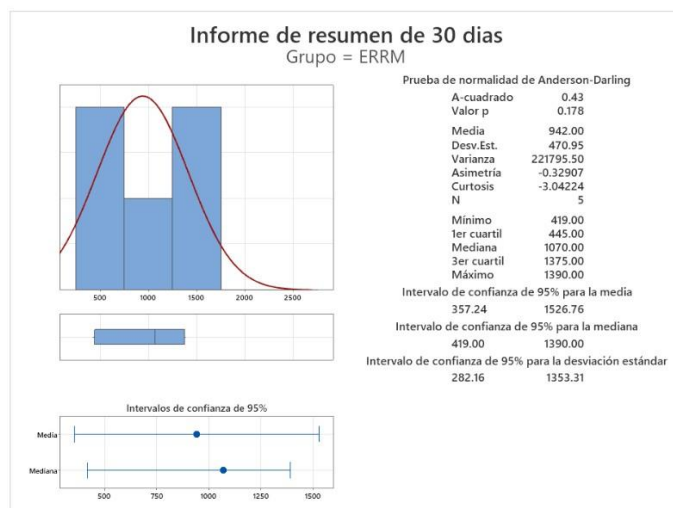 Informe de resumen de 30 dias
Grupo = ERRM
Prueba de normalidad de Anderson-Darling
A-cuadrado 0.43
Valor p 0.178
Media 942.00
Desv.Est. 470.95
Varianza 221795.50
Asimetría -0.32907
Curtosis -3.04224
N 5
Mínimo 419.00
1er cuartil 445.00
Mediana 1070.00
3er cuartil 1375.00
Máximo 1390.00
Intervalo de confianza de 95% para la media
357.24 1526.76
Intervalo de confianza de 95% para la mediana
419.00 1390.00
Intervalo de confianza de 95% para la desviación estándar
282.16 1353.31
500 1000 1500 2000 2500
Intervalos de confianza de 95%
Media
Mediana
500 750 1000 1250 1500